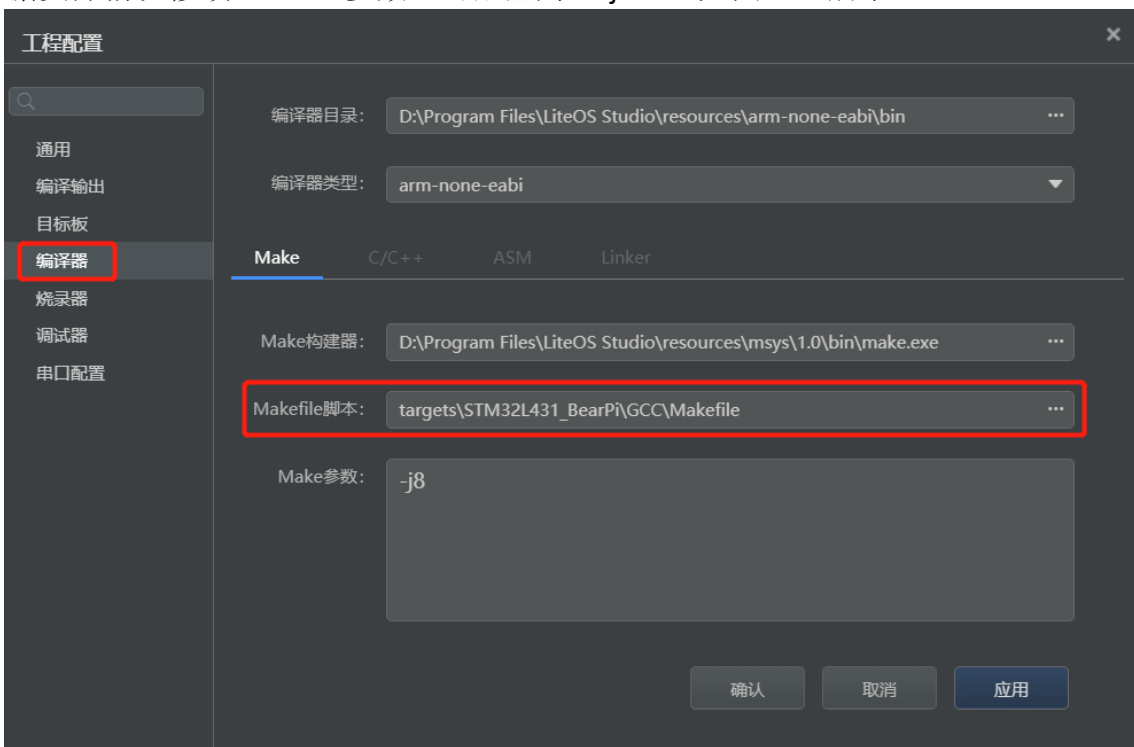 工程配置
通用
编译输出
目标板
编译器
烧录器
调试器
串口配置
编译器目录: D:\Program Files\LiteOS Studio\resources\arm-none-eabi\bin ···
编译器类型: arm-none-eabi
Make C/C++ ASM Linker
Make构建器: D:\Program Files\LiteOS Studio\resources\msys\1.0\bin\make.exe ···
Makefile脚本: targets\STM32L431_BearPi\GCC\Makefile ···
Make参数: -j8
确认 取消 应用